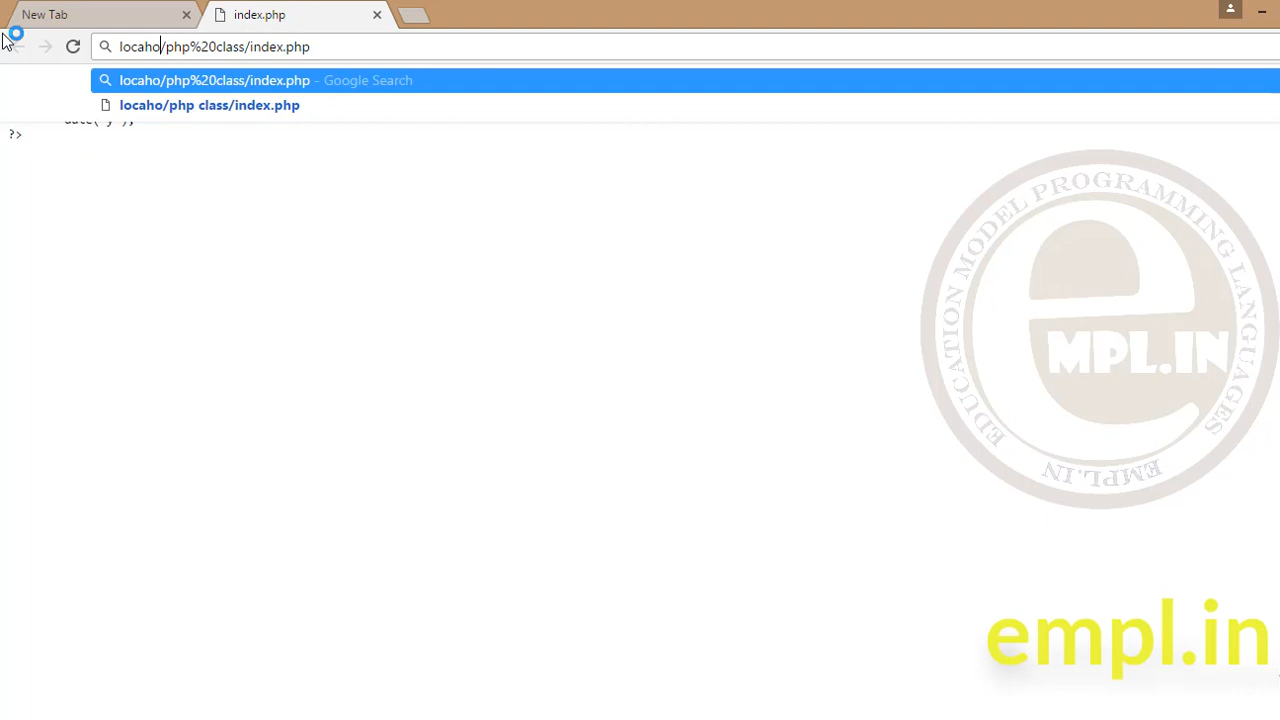 New Tab
index.php
locaho/php%20class/index.php
locaho/php%20class/index.php - Google Search
locaho/php class/index.php
?>
EDUCATION MODEL PROGRAMMING LANGUAGES
eMPL.IN
EMPL.IN
empl.in